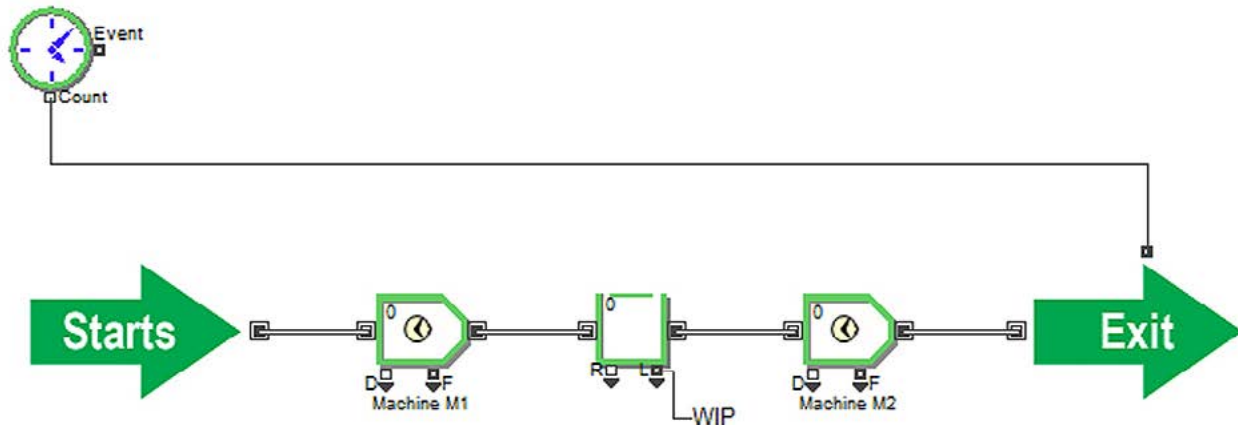 Event
Count
Starts
0
0
0
Exit
D
F
R
L
D
F
Machine M1
Machine M2
WIP